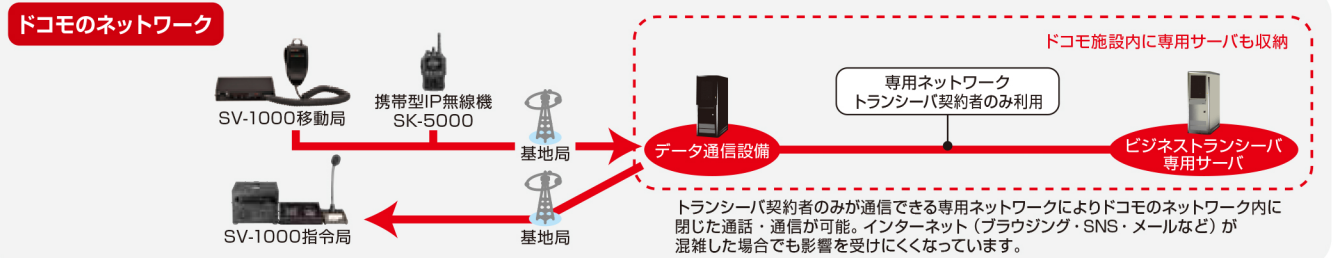 ドコモのネットワーク
ドコモ施設内に専用サーバも収納
SV-1000移動局
携帯型IP無線機
SK-5000
基地局
専用ネットワーク
トランシーバ契約者のみ利用
データ通信設備
ビジネストランシーバ
専用サーバ
SV-1000指令局
基地局
トランシーバ契約者のみが通信できる専用ネットワークによりドコモのネットワーク内に
閉じた通話・通信が可能。インターネット（ブラウジング・SNS・メールなど）が
混雑した場合でも影響を受けにくくなっています。